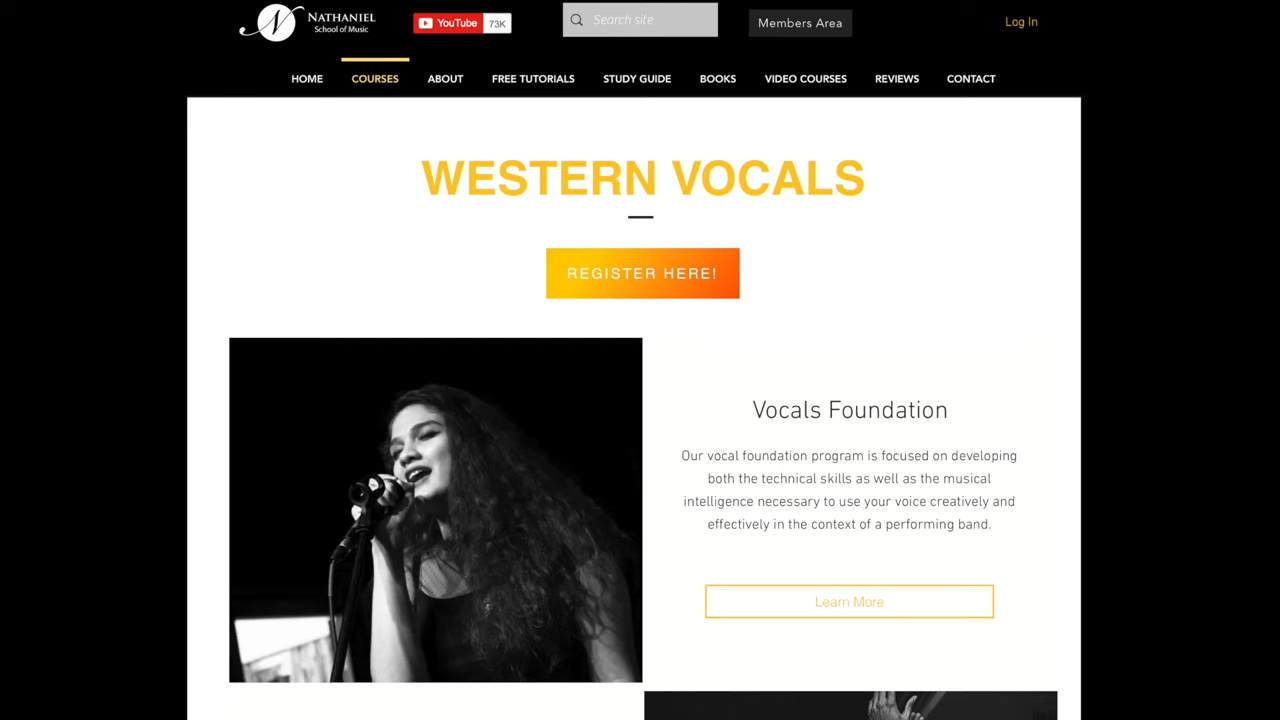 NATHANIEL
School of Music
YouTube 73K
Search site
Members Area
Log In
HOME COURSES ABOUT FREE TUTORIALS STUDY GUIDE BOOKS VIDEO COURSES REVIEWS CONTACT
WESTERN VOCALS
REGISTER HERE!
Vocals Foundation
Our vocal foundation program is focused on developing
both the technical skills as well as the musical
intelligence necessary to use your voice creatively and
effectively in the context of a performing band.
Learn More